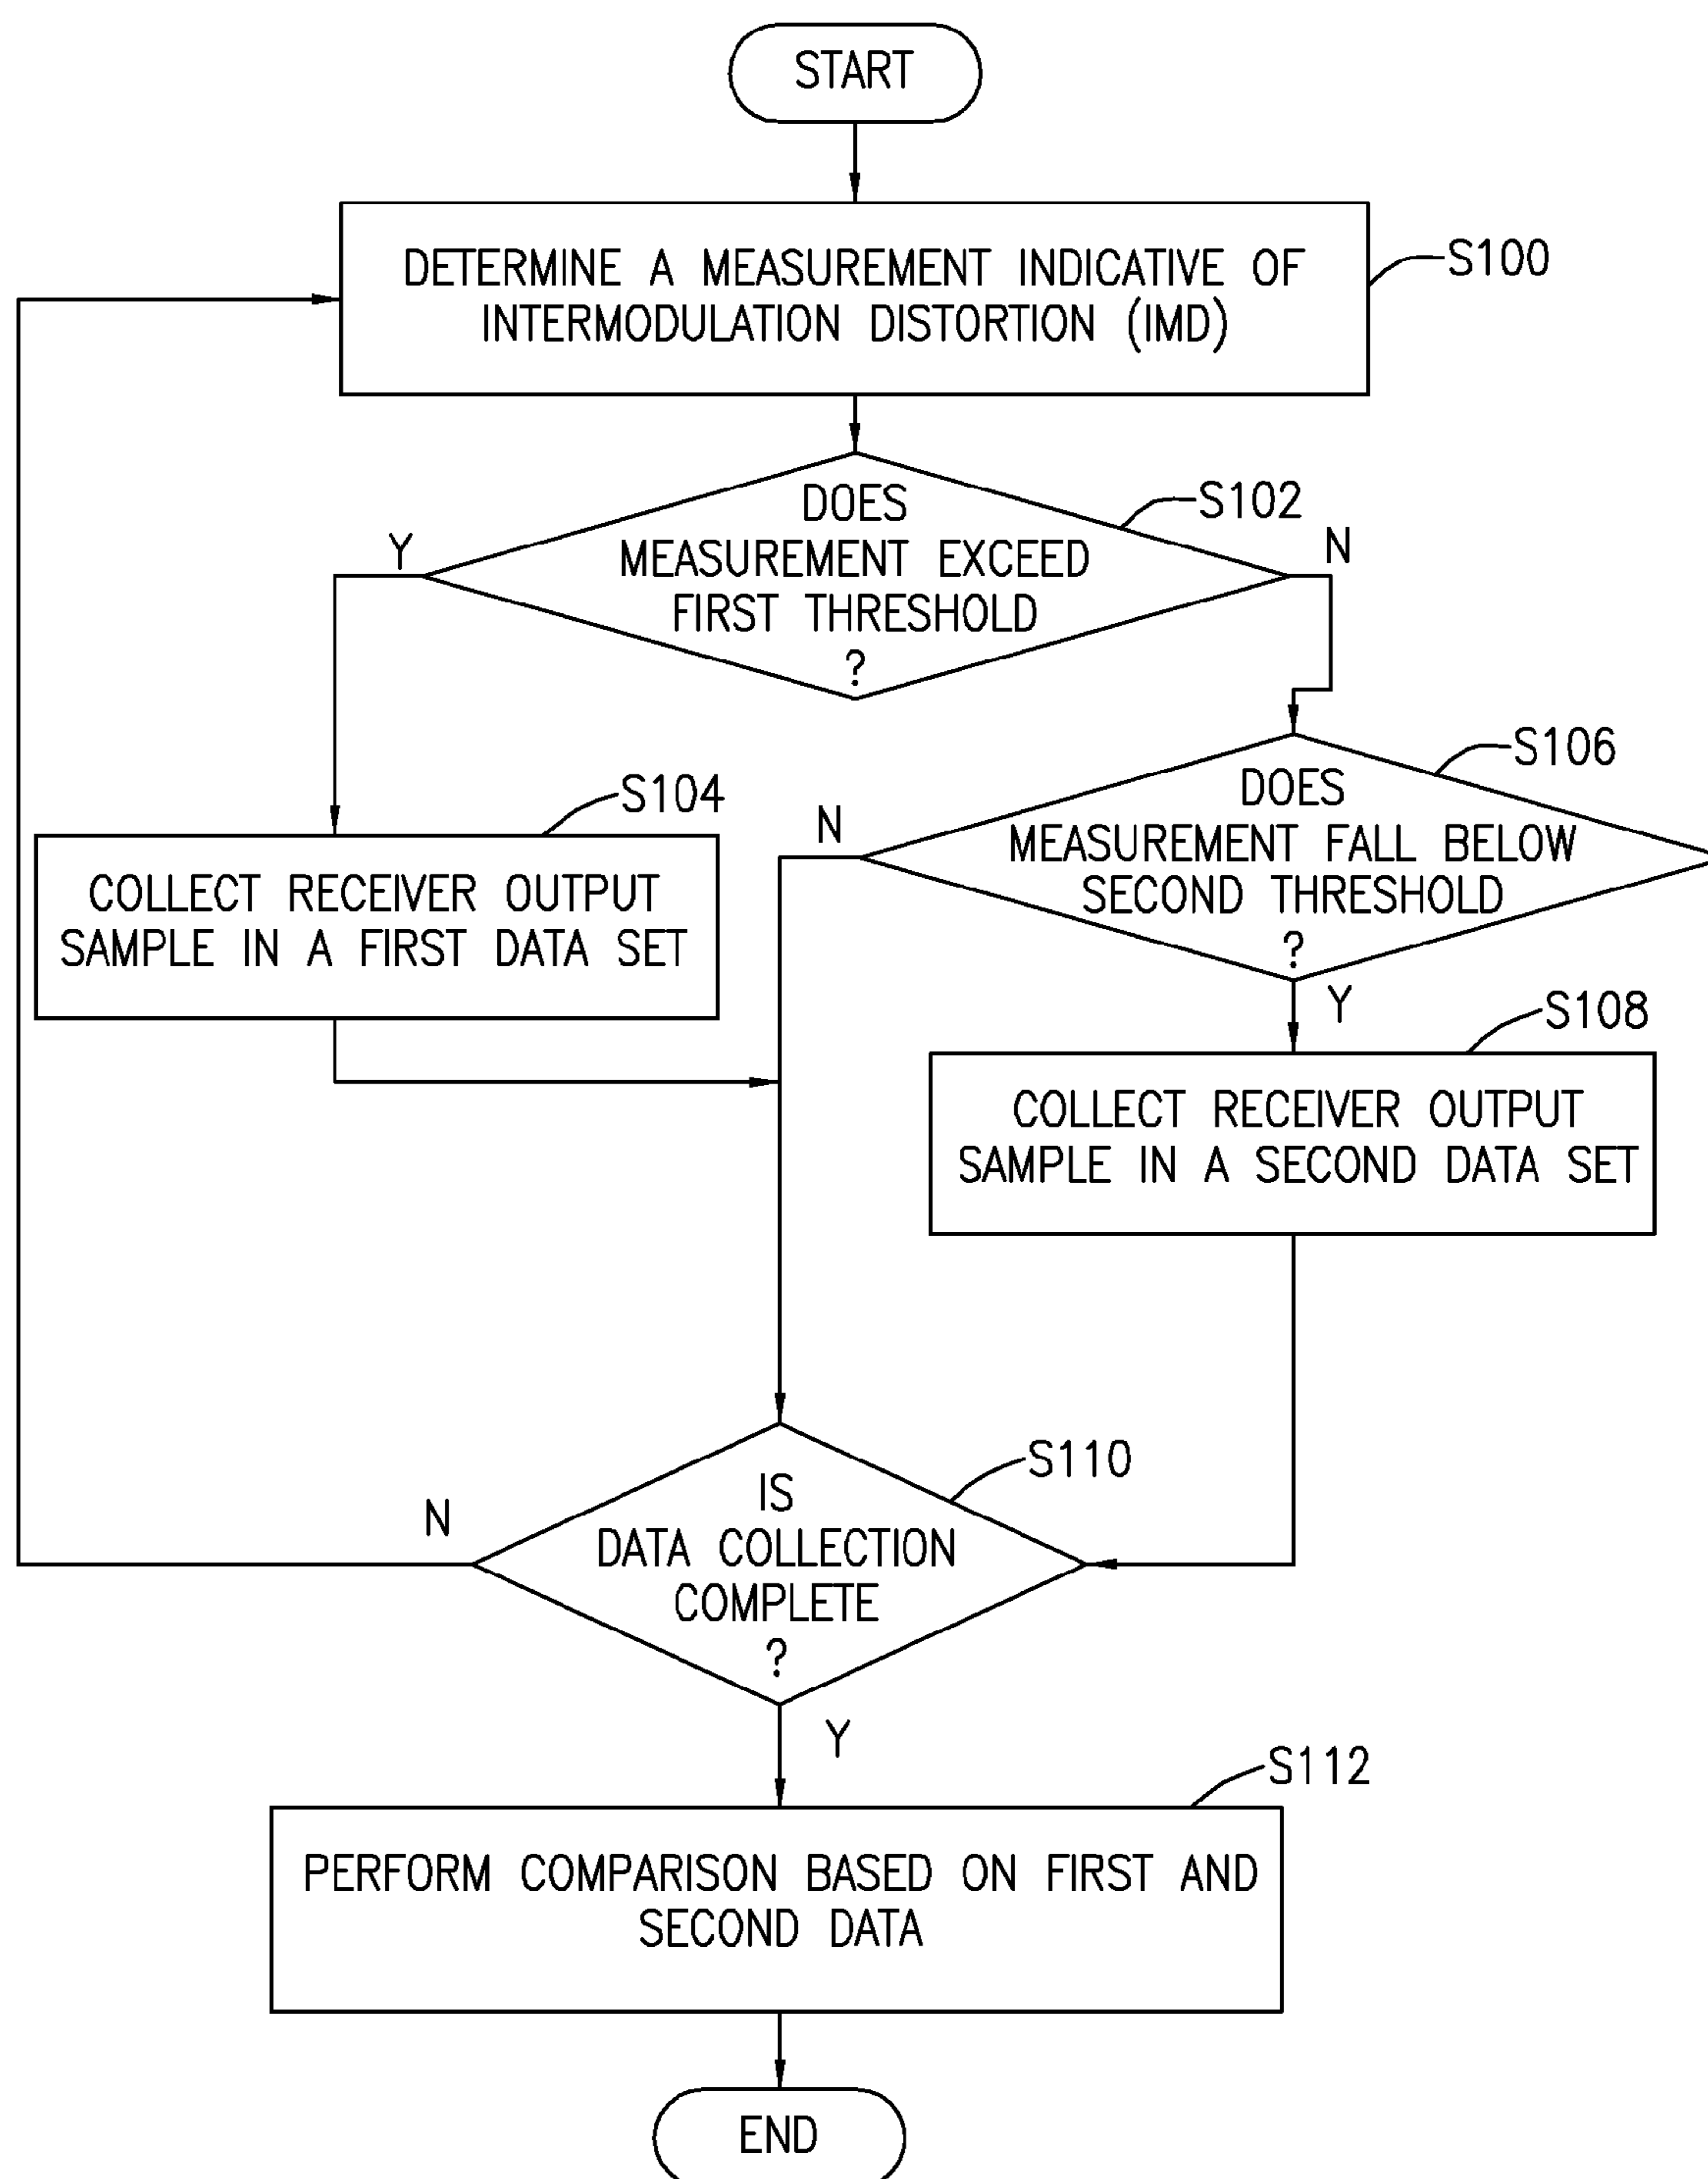 START
DETERMINE A MEASUREMENT INDICATIVE OF
INTERMODULATION DISTORTION (IMD)
S100
DOES
MEASUREMENT EXCEED
FIRST THRESHOLD
?
S102
Y
N
S104
COLLECT RECEIVER OUTPUT
SAMPLE IN A FIRST DATA SET
S106
DOES
MEASUREMENT FALL BELOW
SECOND THRESHOLD
?
N
Y
S108
COLLECT RECEIVER OUTPUT
SAMPLE IN A SECOND DATA SET
S110
IS
DATA COLLECTION
COMPLETE
?
N
Y
S112
PERFORM COMPARISON BASED ON FIRST AND
SECOND DATA
END